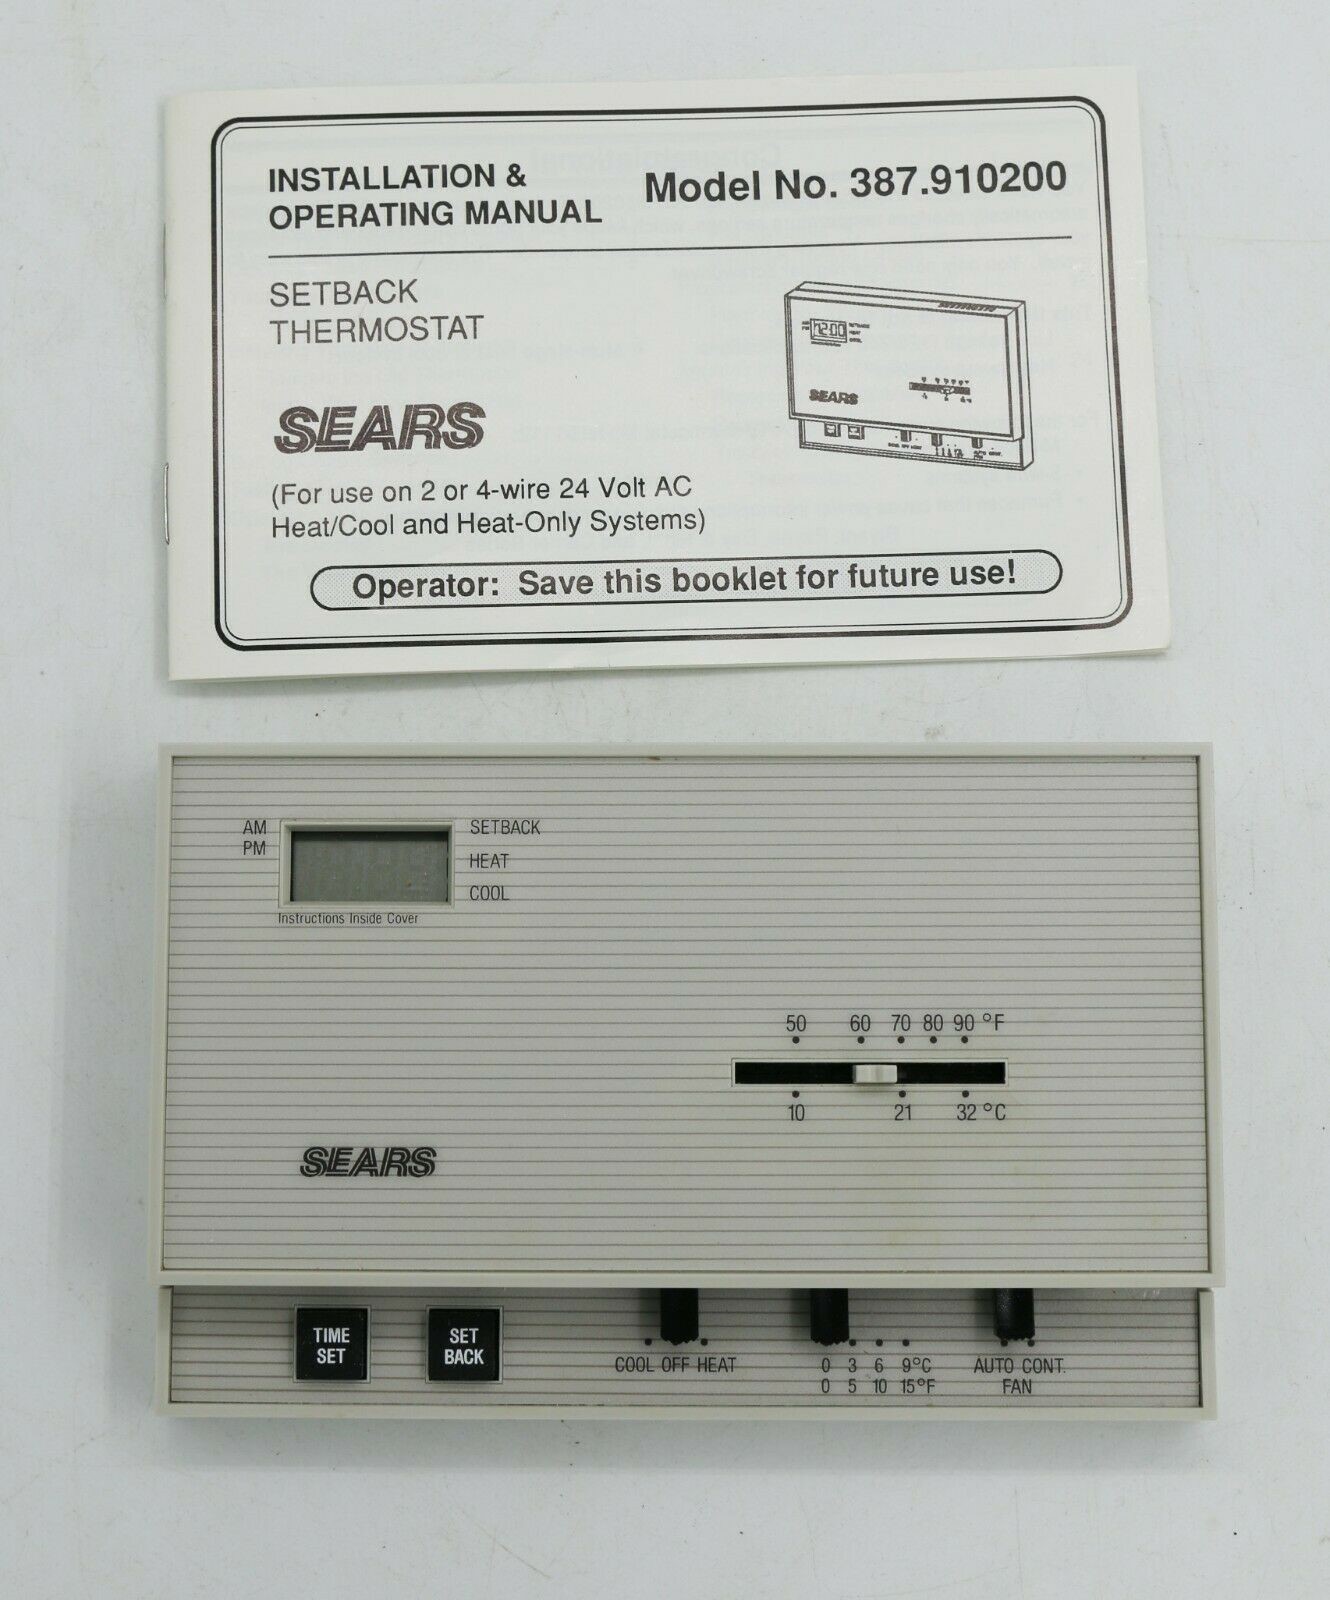 INSTALLATION &
OPERATING MANUAL
Model No. 387.910200
SETBACK
THERMOSTAT
SEARS
(For use on 2 or 4-wire 24 Volt AC
Heat/Cool and Heat-Only Systems)
Operator: Save this booklet for future use!
12:00
SEARS
AM
PM
SETBACK
HEAT
COOL
Instructions Inside Cover
50 60 70 80 90 °F
10 21 32 °C
SEARS
TIME
SET
SET
BACK
COOL OFF HEAT
0 3 6 9°C
0 5 10 15°F
AUTO CONT.
FAN